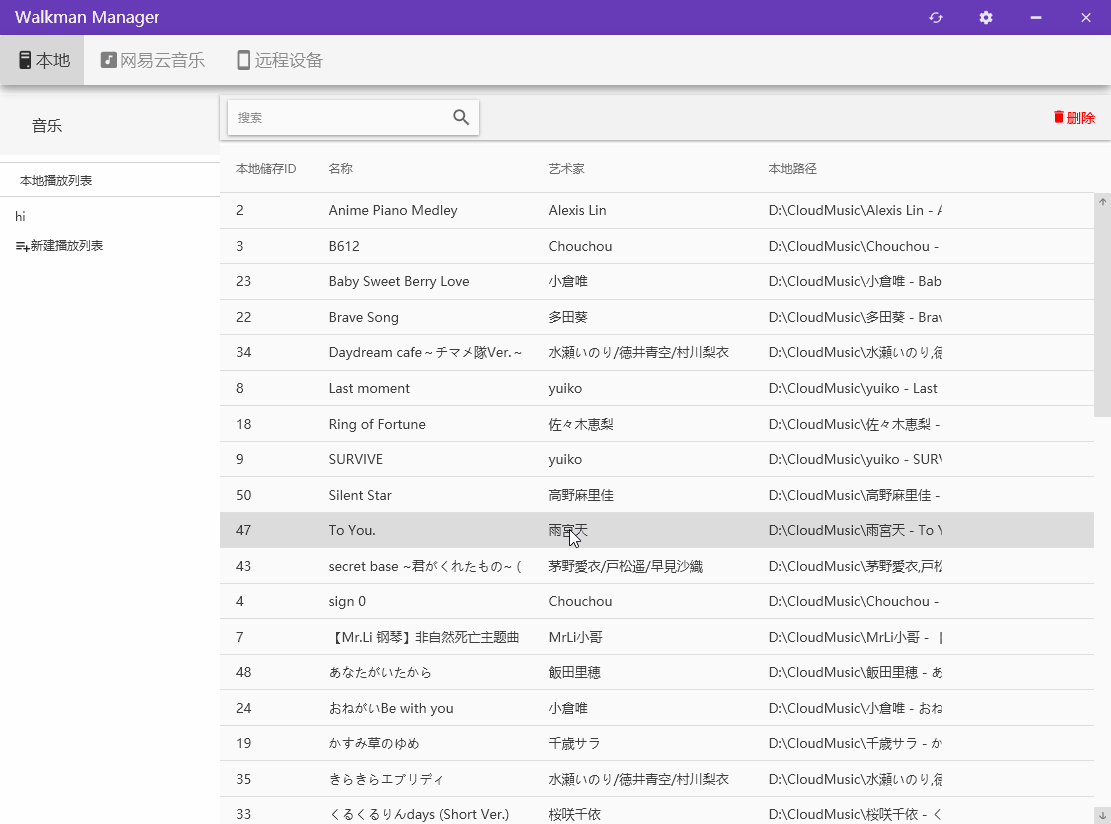 Walkman Manager
本地 网易云音乐 远程设备
音乐
搜索 删除
本地播放列表
hi
新建播放列表
本地储存ID 名称 艺术家 本地路径
2 Anime Piano Medley Alexis Lin D:\CloudMusic\Alexis Lin - A
3 B612 Chouchou D:\CloudMusic\Chouchou -
23 Baby Sweet Berry Love 小倉唯 D:\CloudMusic\小倉唯 - Bab
22 Brave Song 多田葵 D:\CloudMusic\多田葵 - Brav
34 Daydream cafe～チマメ隊Ver.～ 水瀬いのり/徳井青空/村川梨衣 D:\CloudMusic\水瀬いのり,徳
8 Last moment yuiko D:\CloudMusic\yuiko - Last
18 Ring of Fortune 佐々木恵梨 D:\CloudMusic\佐々木恵梨 -
9 SURVIVE yuiko D:\CloudMusic\yuiko - SURV
50 Silent Star 高野麻里佳 D:\CloudMusic\高野麻里佳 -
47 To You. 雨宮天 D:\CloudMusic\雨宮天 - To Y
43 secret base ~君がくれたもの~ ( 茅野愛衣/戸松遥/早見沙織 D:\CloudMusic\茅野愛衣,戸松
4 sign 0 Chouchou D:\CloudMusic\Chouchou -
7 【Mr.Li 钢琴】非自然死亡主题曲 MrLi小哥 D:\CloudMusic\MrLi小哥 -
48 あなたがいたから 飯田里穂 D:\CloudMusic\飯田里穂 - あ
24 おねがいBe with you 小倉唯 D:\CloudMusic\小倉唯 - おね
19 かすみ草のゆめ 千歳サラ D:\CloudMusic\千歳サラ - か
35 きらきらエブリディ 水瀬いのり/徳井青空/村川梨衣 D:\CloudMusic\水瀬いのり,徳
33 くるくるりんdays (Short Ver.) 桜咲千依 D:\CloudMusic\桜咲千依 - く